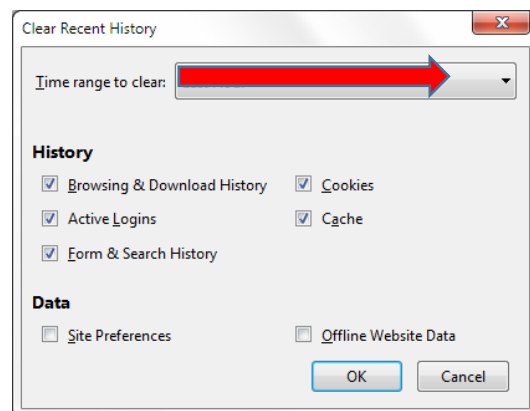 Clear Recent History
Time range to clear:
History
Browsing & Download History
Cookies
Active Logins
Cache
Form & Search History
Data
Site Preferences
Offline Website Data
OK
Cancel